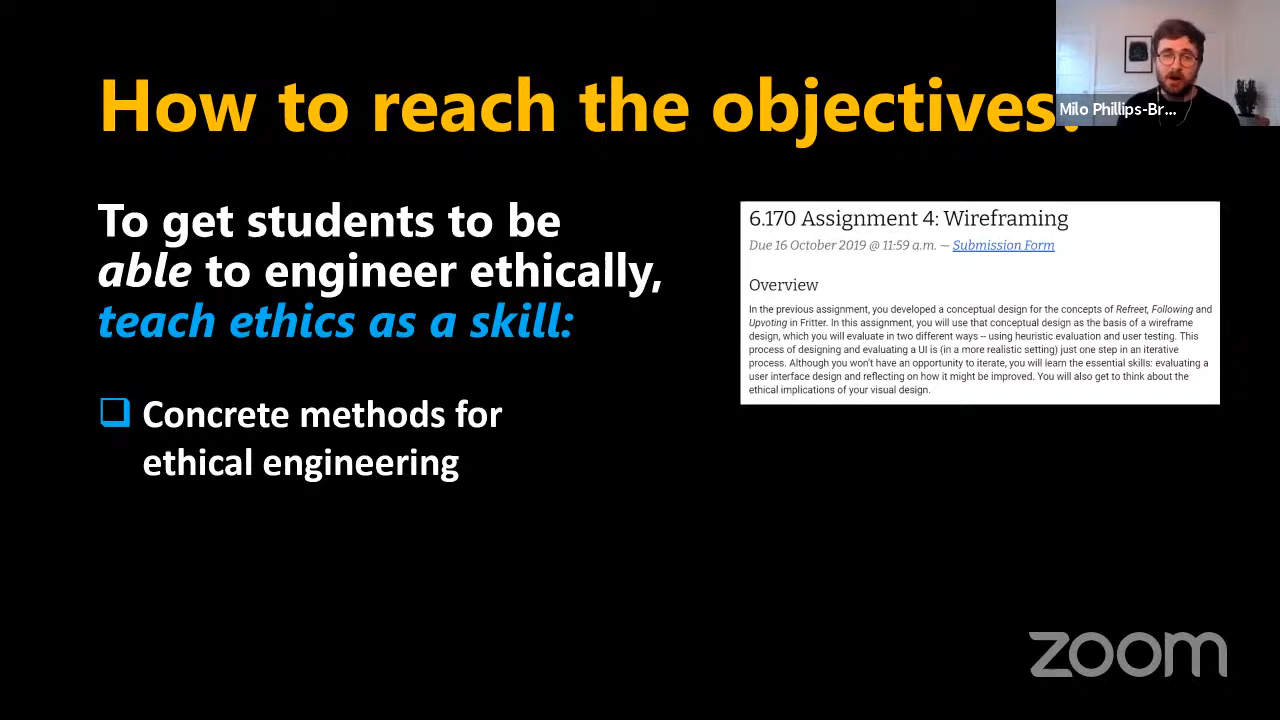 How to reach the objectives.
Milo Phillips-Br...
To get students to be
able to engineer ethically,
teach ethics as a skill:
Concrete methods for
ethical engineering
6.170 Assignment 4: Wireframing
Due 16 October 2019 @ 11:59 a.m. — Submission Form
Overview
In the previous assignment, you developed a conceptual design for the concepts of Refreet, Following and
Upvoting in Fritter. In this assignment, you will use that conceptual design as the basis of a wireframe
design, which you will evaluate in two different ways -- using heuristic evaluation and user testing. This
process of designing and evaluating a UI is (in a more realistic setting) just one step in an iterative
process. Although you won't have an opportunity to iterate, you will learn the essential skills: evaluating a
user interface design and reflecting on how it might be improved. You will also get to think about the
ethical implications of your visual design.
zoom